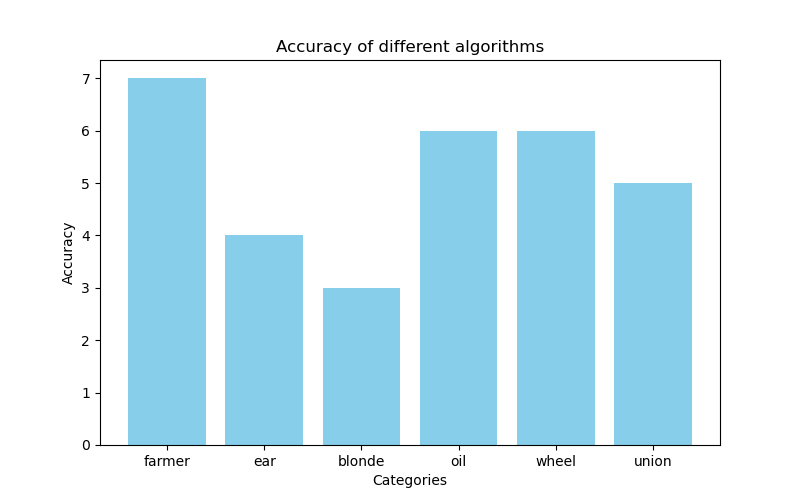 Accuracy of different algorithms
Accuracy
7
6
5
4
3
2
1
0
farmer ear blonde oil wheel union
Categories